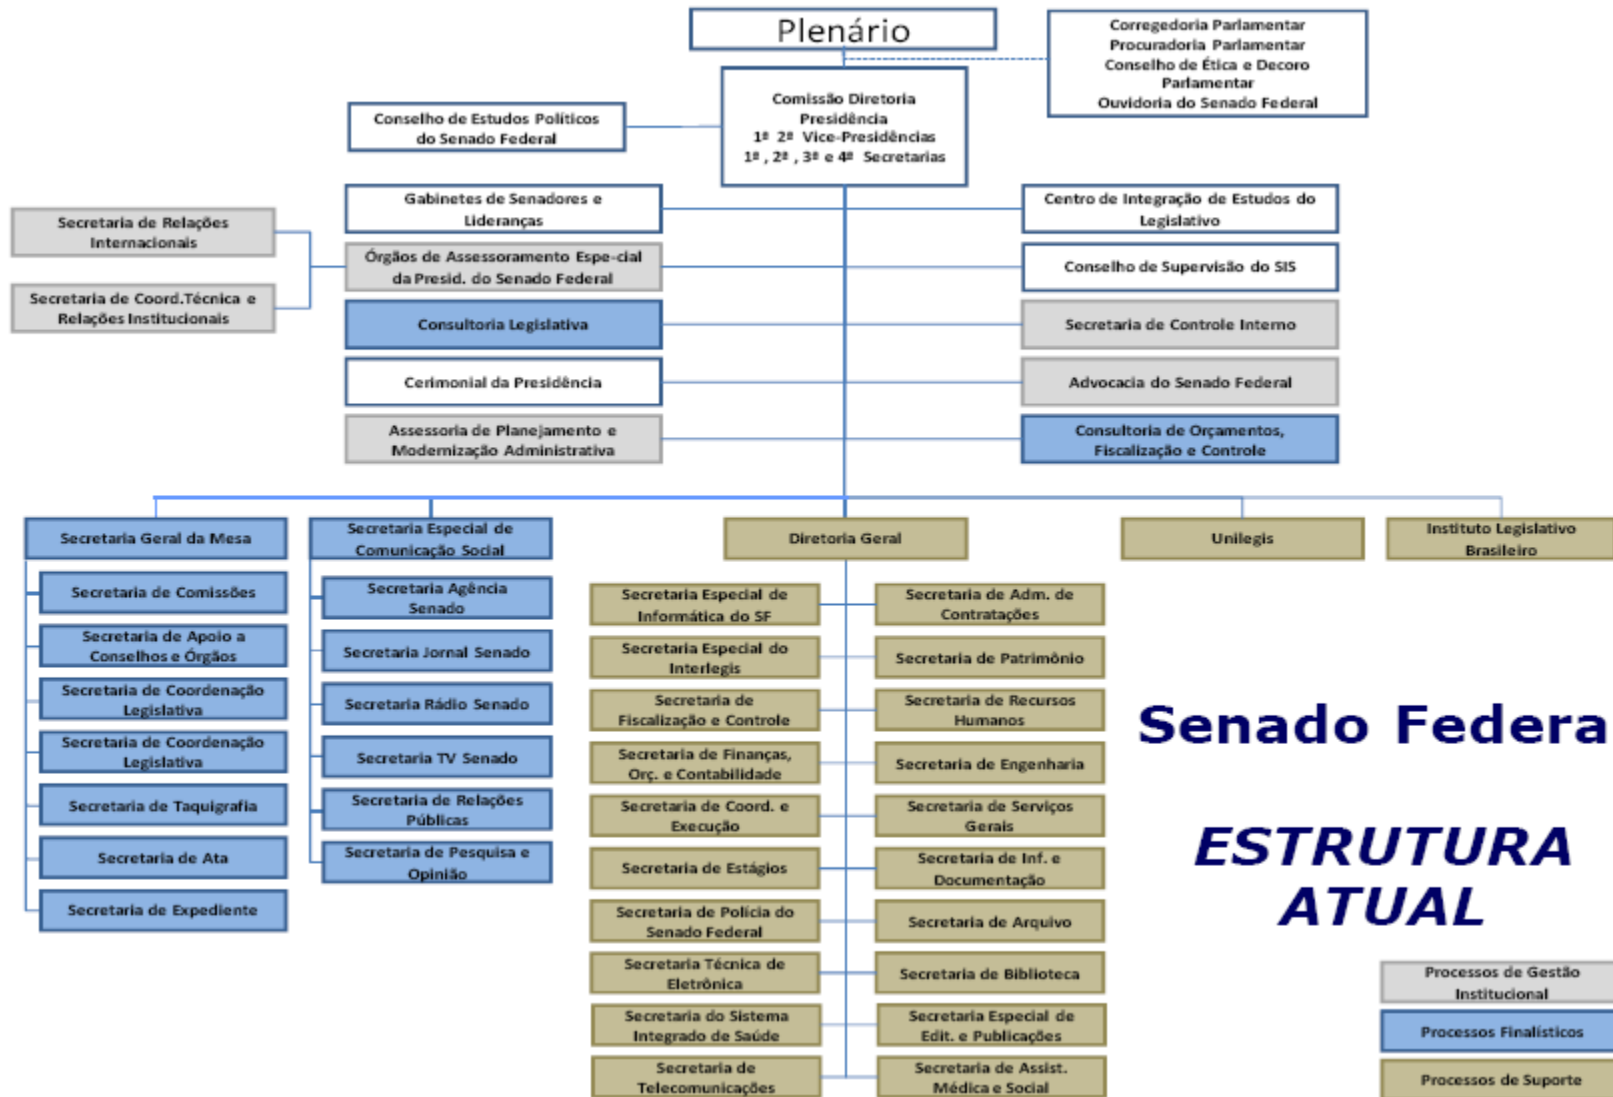 Plenário
Corregedoria Parlamentar
Procuradoria Parlamentar
Conselho de Ética e Decoro
Parlamentar
Ouvidoria do Senado Federal
Comissão Diretoria
Presidência
1ª 2ª Vice-Presidências
1ª , 2ª , 3ª e 4ª Secretarias
Conselho de Estudos Políticos
do Senado Federal
Gabinetes de Senadores e
Lideranças
Centro de Integração de Estudos do
Legislativo
Secretaria de Relações
Internacionais
Órgãos de Assessoramento Espe-cial
da Presid. do Senado Federal
Conselho de Supervisão do SIS
Secretaria de Coord.Técnica e
Relações Institucionais
Consultoria Legislativa
Secretaria de Controle Interno
Cerimonial da Presidência
Advocacia do Senado Federal
Assessoria de Planejamento e
Modernização Administrativa
Consultoria de Orçamentos,
Fiscalização e Controle
Secretaria Geral da Mesa
Secretaria de Comissões
Secretaria de Apoio a
Conselhos e Órgãos
Secretaria de Coordenação
Legislativa
Secretaria de Coordenação
Legislativa
Secretaria de Taquigrafia
Secretaria de Ata
Secretaria de Expediente
Secretaria Especial de
Comunicação Social
Secretaria Agência
Senado
Secretaria Jornal Senado
Secretaria Rádio Senado
Secretaria TV Senado
Secretaria de Relações
Públicas
Secretaria de Pesquisa e
Opinião
Diretoria Geral
Secretaria Especial de
Informática do SF
Secretaria de Adm. de
Contratações
Secretaria Especial do
Interlegis
Secretaria de Patrimônio
Secretaria de
Fiscalização e Controle
Secretaria de Recursos
Humanos
Secretaria de Finanças,
Orç. e Contabilidade
Secretaria de Engenharia
Secretaria de Coord. e
Execução
Secretaria de Serviços
Gerais
Secretaria de Estágios
Secretaria de Inf. e
Documentação
Secretaria de Polícia do
Senado Federal
Secretaria de Arquivo
Secretaria Técnica de
Eletrônica
Secretaria de Biblioteca
Secretaria do Sistema
Integrado de Saúde
Secretaria Especial de
Edit. e Publicações
Secretaria de
Telecomunicações
Secretaria de Assist.
Médica e Social
Unilegis
Instituto Legislativo
Brasileiro
Senado Federa
ESTRUTURA
ATUAL
Processos de Gestão
Institucional
Processos Finalísticos
Processos de Suporte